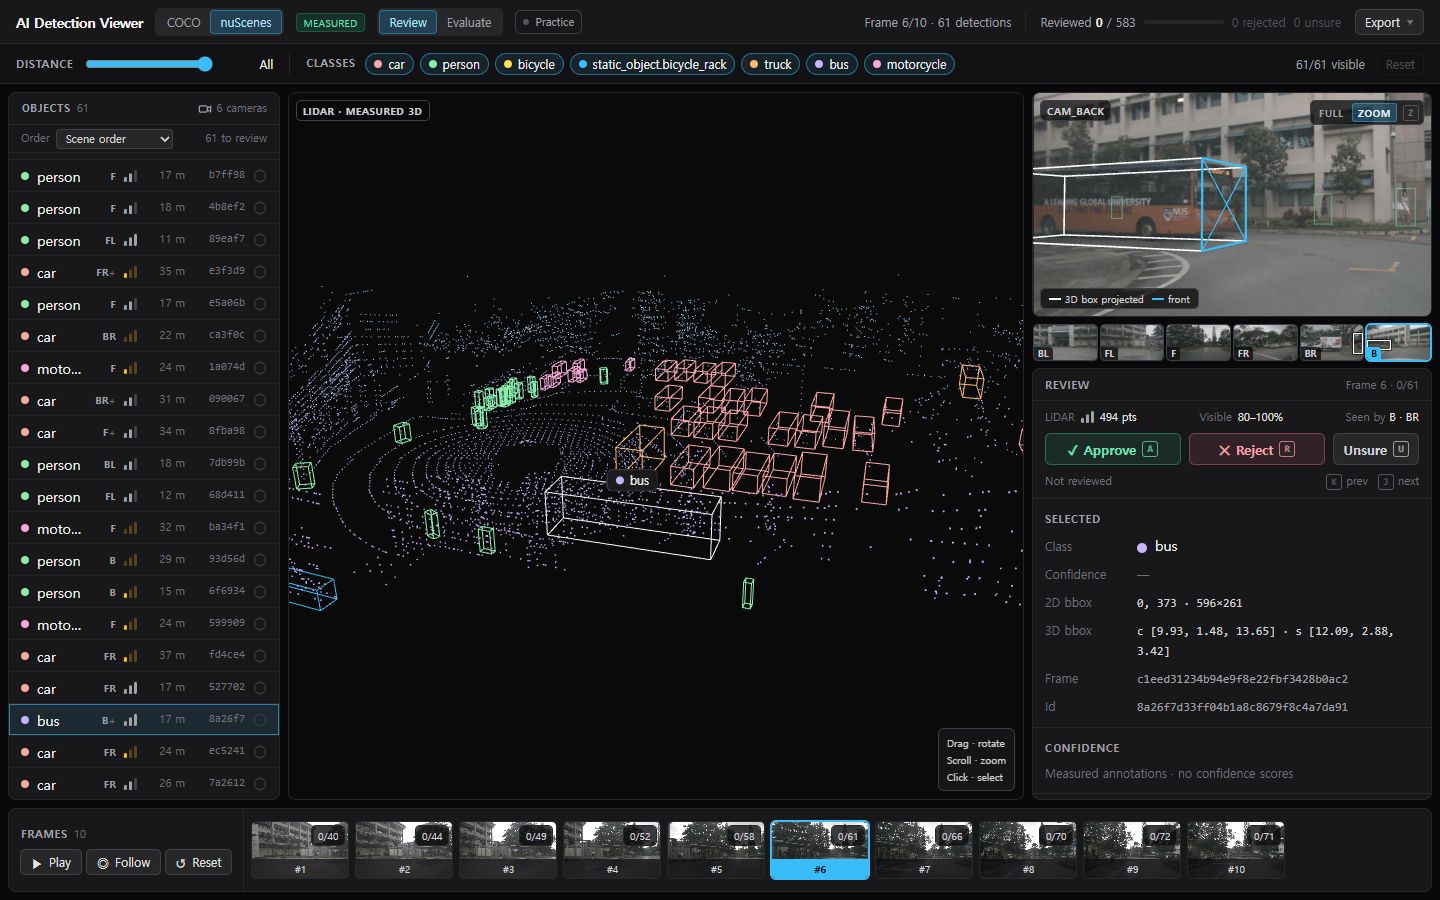 AI Detection Viewer COCO nuScenes MEASURED Review Evaluate Practice Frame 6/10 · 61 detections Reviewed 0 / 583 0 rejected 0 unsure Export
DISTANCE All CLASSES car person bicycle static_object.bicycle_rack truck bus motorcycle 61/61 visible Reset
OBJECTS 61 6 cameras
Order Scene order 61 to review
person F 17 m b7ff98
person F 18 m 4b8ef2
person FL 11 m 89eaf7
car FR+ 35 m e3f3d9
person F 17 m e5a06b
car BR 22 m ca3f0c
moto... F 24 m 1a074d
car BR+ 31 m 090067
car F+ 34 m 8fba98
person BL 18 m 7db99b
person FL 12 m 68d411
moto... F 32 m ba34f1
person B 29 m 93d56d
person B 15 m 6f6934
moto... F 24 m 599909
car FR 37 m fd4ce4
car FR 17 m 527702
bus B+ 17 m 8a26f7
car FR 24 m ec5241
car FR 26 m 7a2612
LIDAR · MEASURED 3D
bus
Drag · rotate
Scroll · zoom
Click · select
CAM_BACK FULL ZOOM Z
A LEADING GLOBAL UNIVERSITY
NUS
3D box projected front
BL FL F FR BR B
REVIEW Frame 6 · 0/61
LiDAR 494 pts Visible 80–100% Seen by B · BR
Approve A Reject R Unsure U
Not reviewed K prev J next
SELECTED
Class bus
Confidence —
2D bbox 0, 373 · 596×261
3D bbox c [9.93, 1.48, 13.65] · s [12.09, 2.88,
3.42]
Frame c1eed31234b94e9f8e22fbf3428b0ac2
Id 8a26f7d33ff04b1a8c8679f8c4a7da91
CONFIDENCE
Measured annotations · no confidence scores
FRAMES 10
Play Follow Reset
0/40 0/44 0/49 0/52 0/58 0/61 0/66 0/70 0/72 0/71
#1 #2 #3 #4 #5 #6 #7 #8 #9 #10